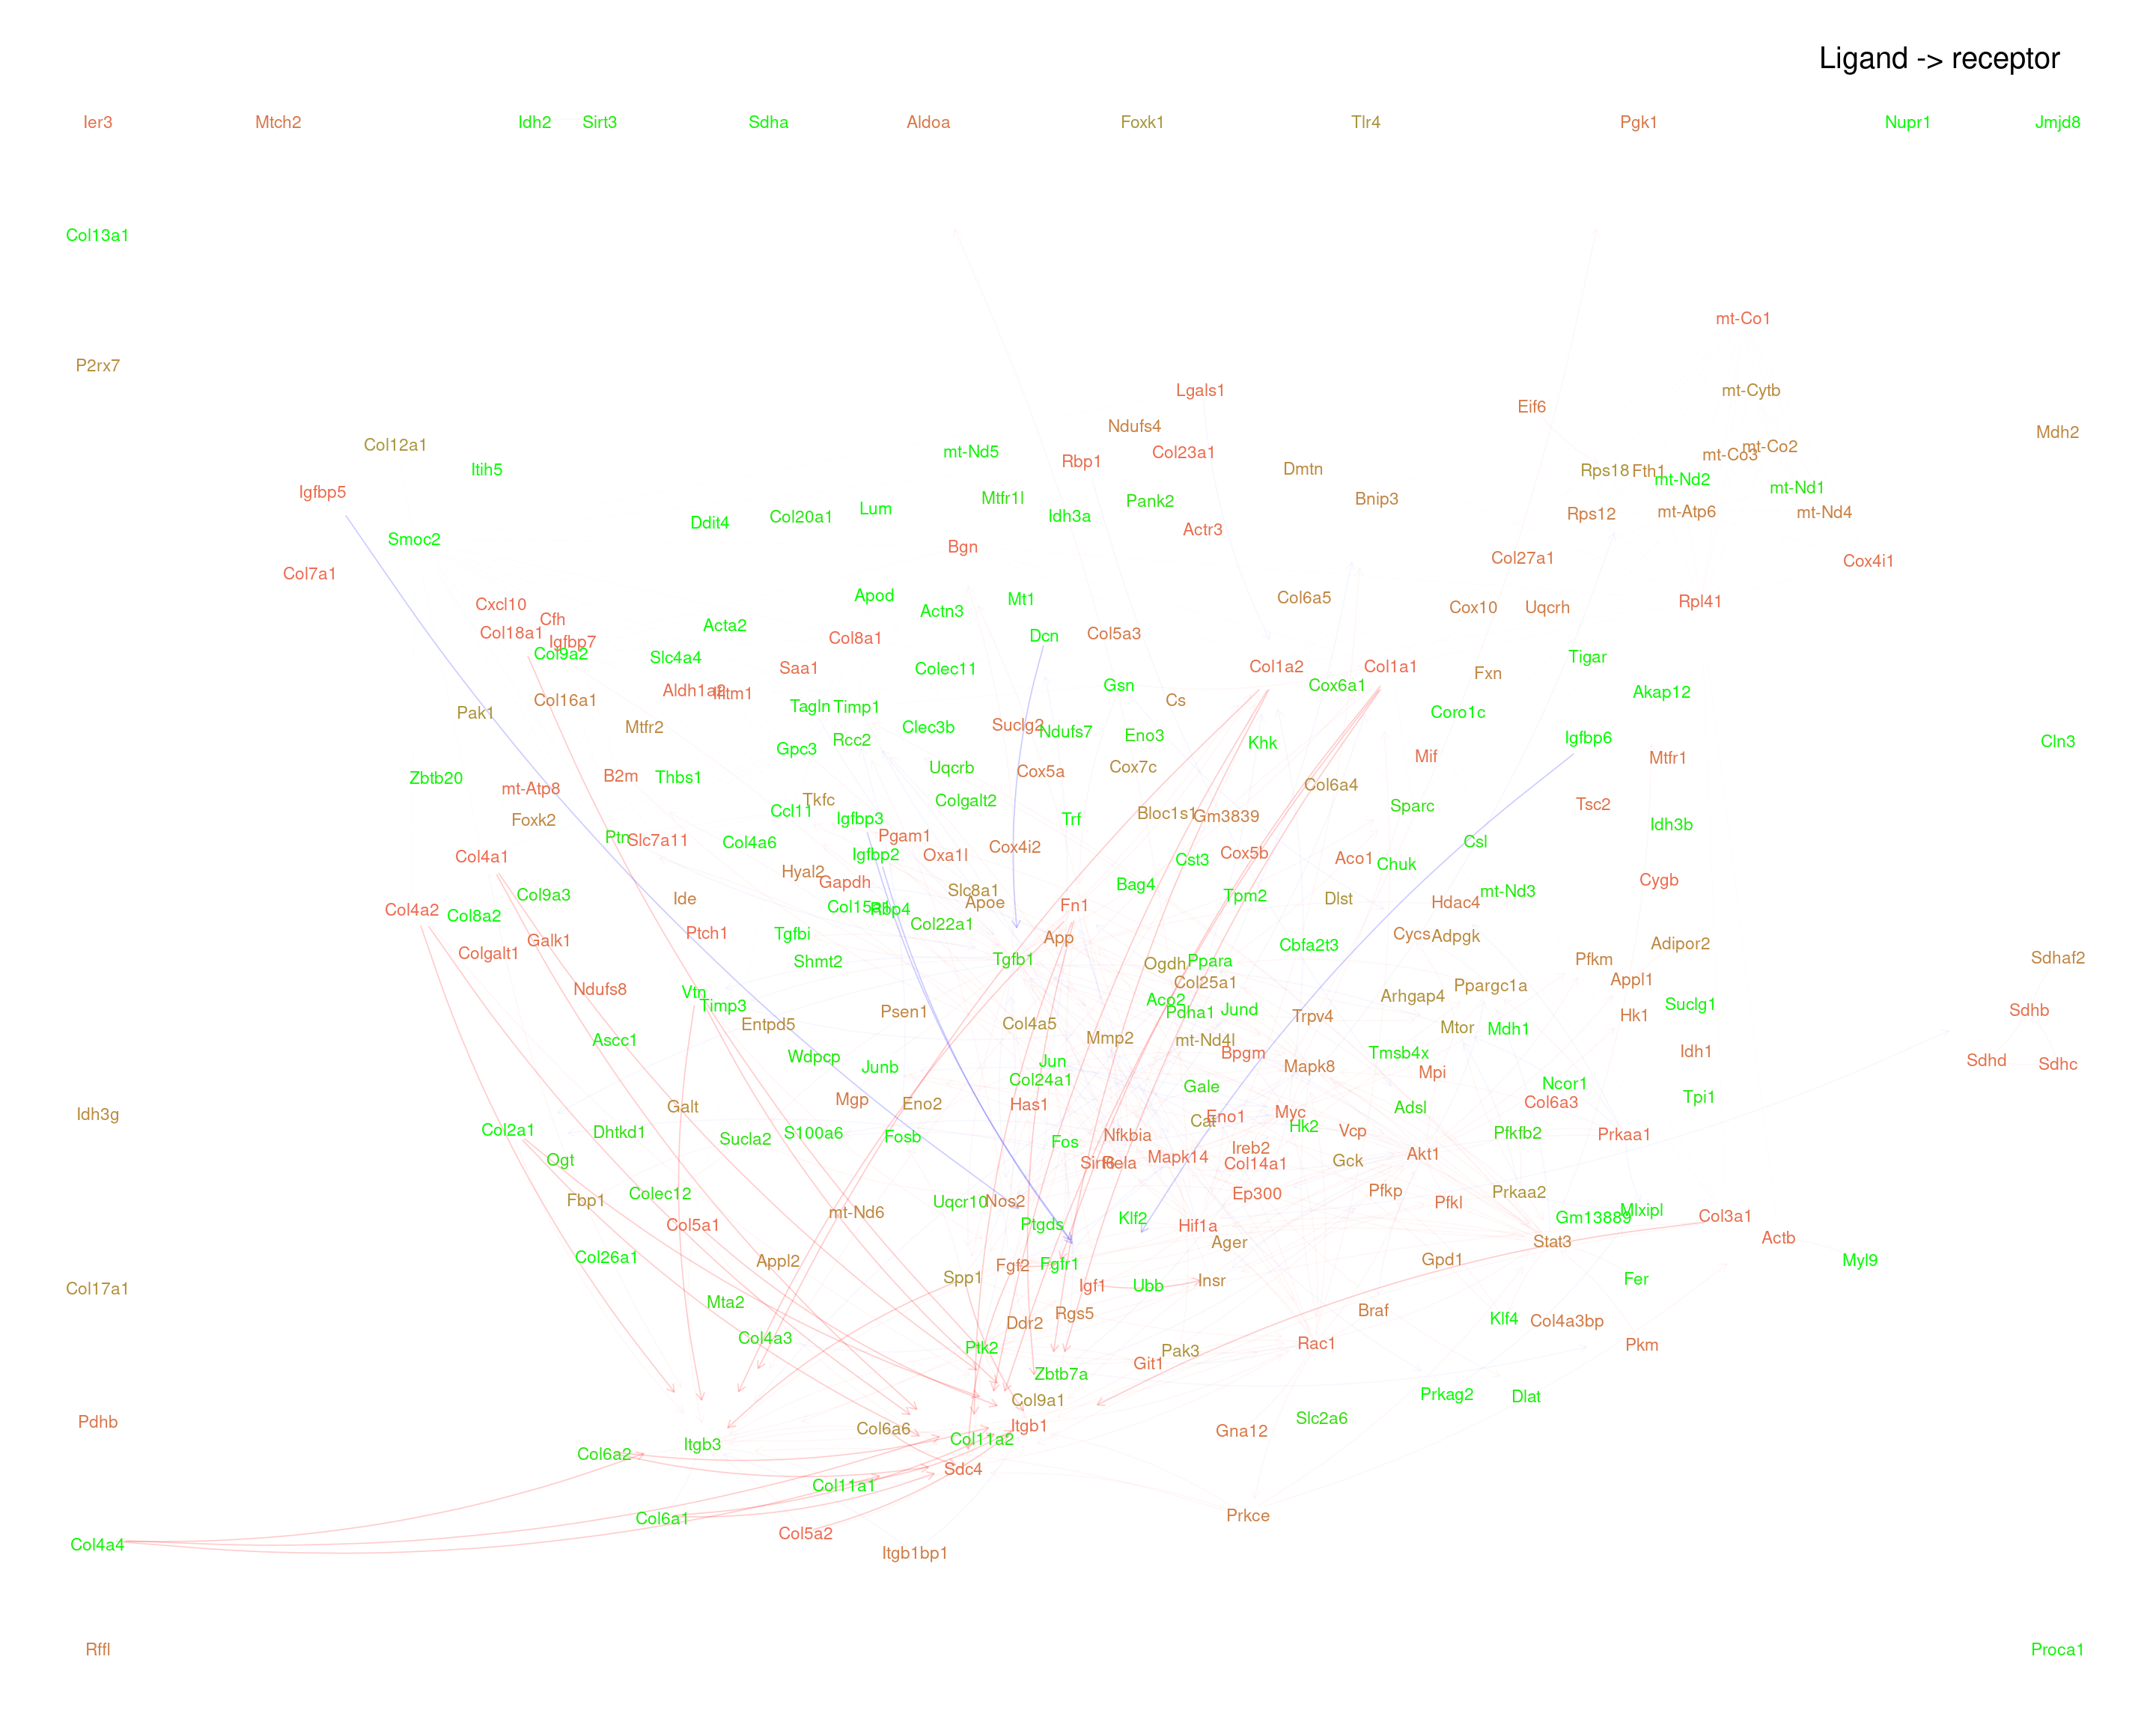 Ligand -> receptor
Ier3 Mtch2 Idh2 Sirt3 Sdha Aldoa Foxk1 Tlr4 Pgk1 Nupr1 Jmjd8
Col13a1
mt-Co1
P2rx7
Lgals1 mt-Cytb
Eif6
Ndufs4 Mdh2
Col12a1 mt-Nd5 Col23a1 mt-Co3 mt-Co2
Itih5 Rbp1 Dmtn Rps18 Fth1
mt-Nd2 mt-Nd1
Igfbp5 Mtfr1l Pank2 Bnip3
Ddit4 Col20a1 Lum Idh3a Rps12 mt-Atp6 mt-Nd4
Smoc2 Bgn Actr3
Col7a1 Col27a1 Cox4i1
Cxcl10 Apod Actn3 Mt1 Col6a5 Cox10 Uqcrh Rpl41
Cfh
Col18a1 Igfbp7 Acta2 Col8a1 Dcn Col5a3
Col9a2 Slc4a4 Saa1 Colec11 Col1a2 Col1a1 Fxn Tigar
Aldh1a2 Ifitm1 Gsn Cox6a1 Akap12
Pak1 Col16a1 Tagln Timp1 Cs Coro1c
Mtfr2 Clec3b Suclg2 Ndufs7
Gpc3 Rcc2 Eno3 Khk Igfbp6 Cln3
Zbtb20 B2m Thbs1 Uqcrb Cox5a Cox7c Mif Mtfr1
mt-Atp8 Tkfc Colgalt2 Col6a4
Foxk2 Ccl11 Igfbp3 Trf Bloc1s1 Gm3839 Sparc Tsc2 Idh3b
Ptn Slc7a11 Col4a6 Pgam1 Csl
Col4a1 Igfbp2 Oxa1l Cox4i2 Cst3 Cox5b Aco1 Chuk
Hyal2 Gapdh Cygb
Col9a3 Ide Slc8a1 Bag4 Tpm2 Dlst mt-Nd3
Col4a2 Col8a2 Col15a1 Rbp4 Apoe Fn1 Hdac4
Colgalt1 Galk1 Ptch1 Tgfbi Col22a1 App Cbfa2t3 Cycs Adpgk Adipor2
Shmt2 Tgfb1 Ogdh Ppara Pfkm Sdhaf2
Ndufs8 Vtn Timp3 Col25a1 Arhgap4 Ppargc1a Appl1
Entpd5 Psen1 Col4a5 Aco2 Pdha1 Jund Trpv4 Hk1 Suclg1 Sdhb
Ascc1 Mmp2 mt-Nd4l Mtor Mdh1
Wdpcp Junb Jun Bpgm Tmsb4x Idh1 Sdhd Sdhc
Col24a1 Gale Mapk8 Mpi Ncor1
Idh3g Galt Mgp Eno2 Has1 Cat Eno1 Myc Adsl Col6a3 Tpi1
Col2a1 Dhtkd1 Sucla2 S100a6 Fosb Fos Nfkbia Hk2 Vcp Pfkfb2 Prkaa1
Ogt Sirt6 Rela Mapk14 Ireb2 Col14a1 Gck Akt1
Fbp1 Colec12 mt-Nd6 Uqcr10 Nos2 Ep300 Pfkp Pfkl Prkaa2
Col5a1 Ptgds Klf2 Hif1a Gm13889 Mlxipl Col3a1
Col26a1 Appl2 Fgf2 Fgfr1 Ager Gpd1 Stat3 Actb Myl9
Col17a1 Mta2 Spp1 Igf1 Ubb Insr Fer
Col4a3 Ddr2 Rgs5 Braf Klf4 Col4a3bp
Ptk2 Git1 Pak3 Rac1 Pkm
Zbtb7a
Col9a1 Prkag2 Dlat
Pdhb Col6a6 Itgb1 Gna12 Slc2a6
Col6a2 Itgb3 Col11a2
Col11a1 Sdc4
Col6a1 Col5a2 Prkce
Col4a4 Itgb1bp1
Rffl Proca1